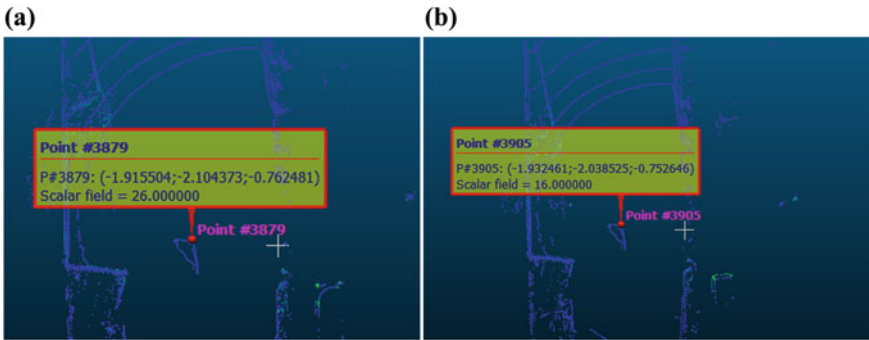 (a)
Point #3879
P#3879: (-1.915504;-2.104373;-0.762481)
Scalar field = 26.000000
Point #3879
(b)
Point #3905
P#3905: (-1.932461;-2.038525;-0.752646)
Scalar field = 16.000000
Point #3905